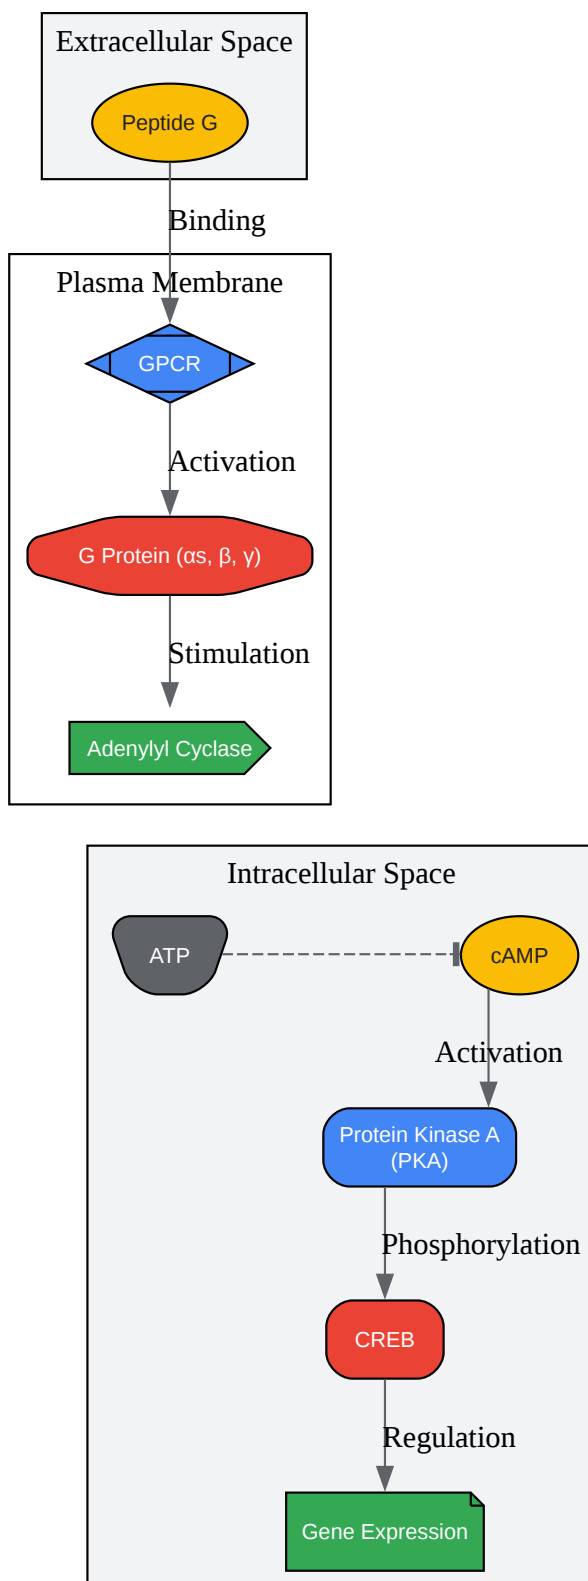 Extracellular Space
Peptide G
Binding
Plasma Membrane
GPCR
Activation
G Protein (αs, β, γ)
Stimulation
Adenylyl Cyclase
Intracellular Space
ATP
cAMP
Activation
Protein Kinase A
(PKA)
Phosphorylation
CREB
Regulation
Gene Expression